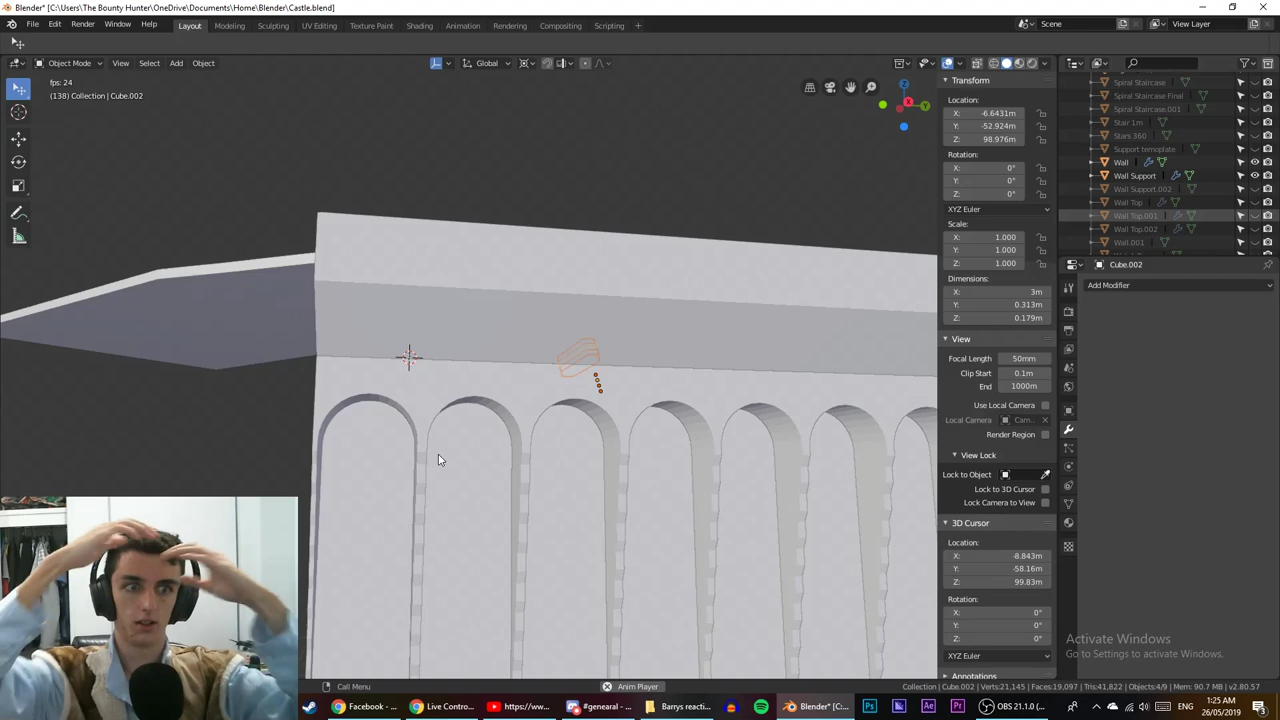 Blender* [C:\Users\The Bounty Hunter\OneDrive\Documents\Home\Blender\Castle.blend]
File Edit Render Window Help Layout Modeling Sculpting UV Editing Texture Paint Shading Animation Rendering Compositing Scripting + Scene View Layer
Object Mode View Select Add Object Global
fps: 24
(138) Collection | Cube.002
Transform
Location:
X: -6.6431m
Y: -52.924m
Z: 98.976m
Rotation:
X: 0°
Y: 0°
Z: 0°
XYZ Euler
Scale:
X: 1.000
Y: 1.000
Z: 1.000
Dimensions:
X: 3m
Y: 0.313m
Z: 0.179m
View
Focal Length 50mm
Clip Start 0.1m
End 1000m
Use Local Camera
Local Camera Cam...
Render Region
View Lock
Lock to Object
Lock to 3D Cursor
Lock Camera to View
3D Cursor
Location:
X: -8.843m
Y: -58.16m
Z: 99.83m
Rotation:
X: 0°
Y: 0°
Z: 0°
XYZ Euler
Annotations
Spiral Staircase
Spiral Staircase Final
Spiral Staircase.001
Stair 1m
Stars 360
Support temoplate
Wall
Wall Support
Wall Support.002
Wall Top
Wall Top.001
Wall Top.002
Wall.001
Cube.002
Add Modifier
Activate Windows
Go to Settings to activate Windows.
Call Menu Anim Player Collection | Cube.002 | Verts:21,145 | Faces:19,097 | Tris:41,822 | Objects:4/9 | Mem: 90.7 MB | v2.80.57
Facebook - ... Live Contro... https://ww... #genearal - ... Barrys reacti... Blender* [C:... Ps Lr Ae Pr OBS 21.1.0 (... 1:25 AM
26/05/2019